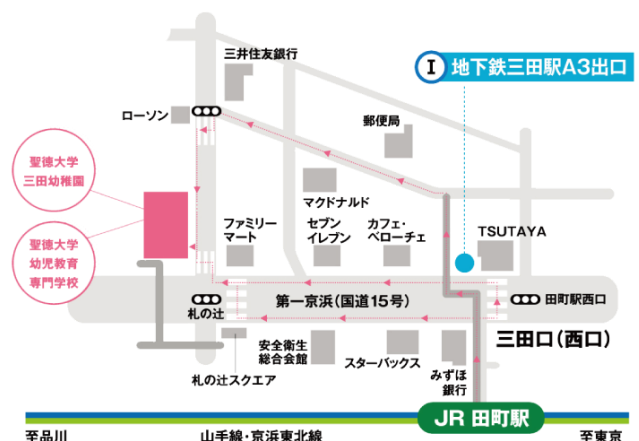 三井住友銀行
I 地下鉄三田駅A3出口
ローソン
郵便局
聖徳大学
三田幼稚園
マクドナルド
聖徳大学
幼児教育
専門学校
ファミリー
マート
セブン
イレブン
カフェ・
ベローチェ
TSUTAYA
札の辻
第一京浜（国道15号）
田町駅西口
三田口（西口）
札の辻スクエア
安全衛生
総合会館
スターバックス
みずほ
銀行
JR 田町駅
至品川
山手線・京浜東北線
至東京